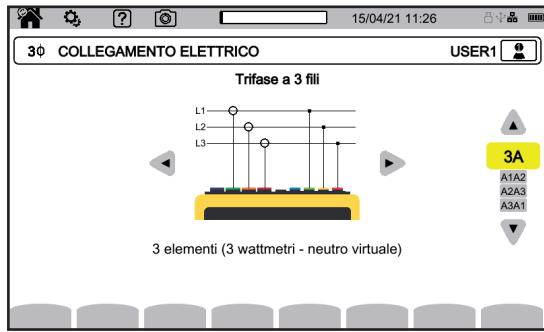 ? 15/04/21 11:26
3Φ COLLEGAMENTO ELETTRICO USER1
Trifase a 3 fili
L1
L2
L3
3A
A1A2
A2A3
A3A1
3 elementi (3 wattmetri - neutro virtuale)